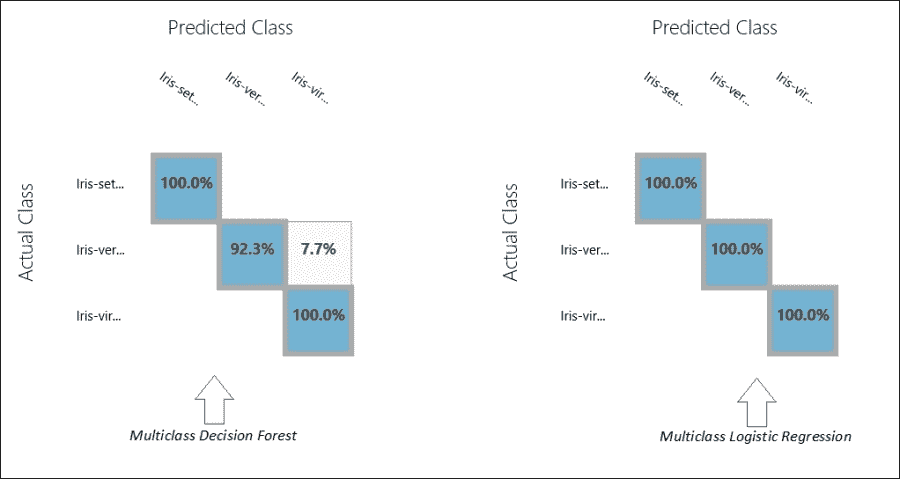 Predicted Class
Iris-set...
Iris-ver...
Iris-vir...
Actual Class
Iris-set...
100.0%
Iris-ver...
92.3%
7.7%
Iris-vir...
100.0%
Multiclass Decision Forest
Predicted Class
Iris-set...
Iris-ver...
Iris-vir...
Actual Class
Iris-set...
100.0%
Iris-ver...
100.0%
Iris-vir...
100.0%
Multiclass Logistic Regression